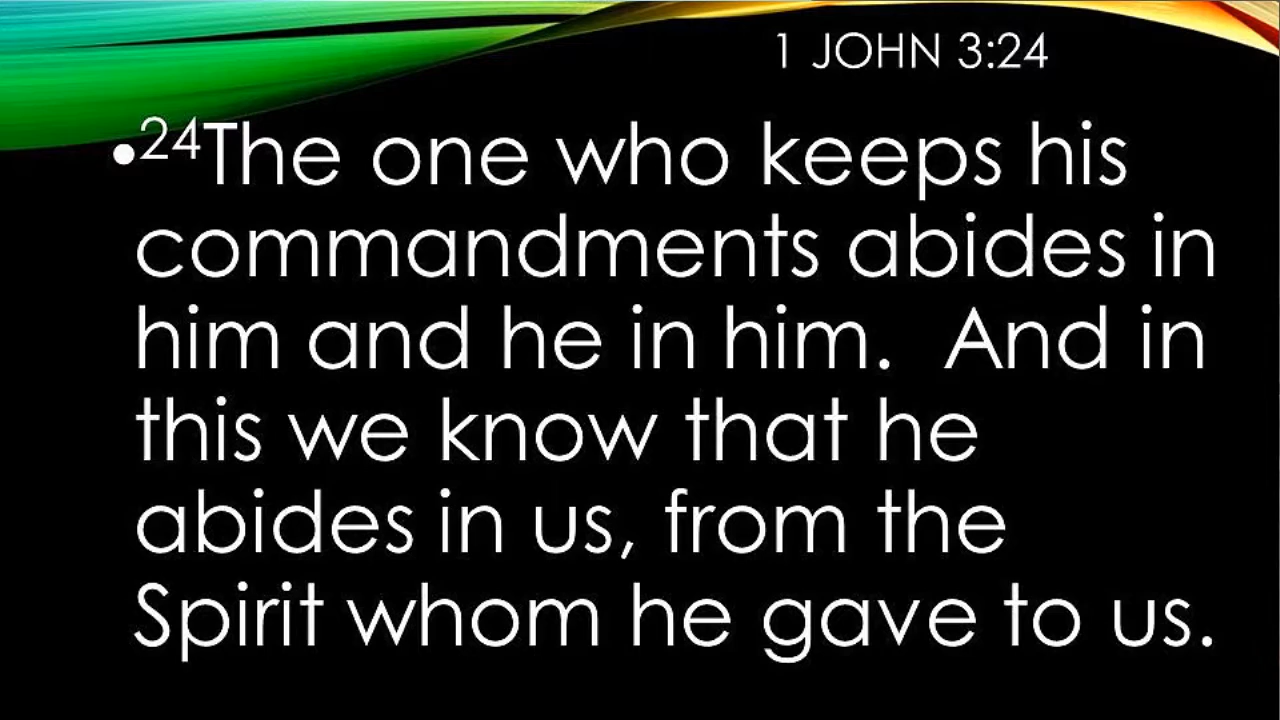 1 JOHN 3:24
•24The one who keeps his
commandments abides in
him and he in him.  And in
this we know that he
abides in us, from the
Spirit whom he gave to us.